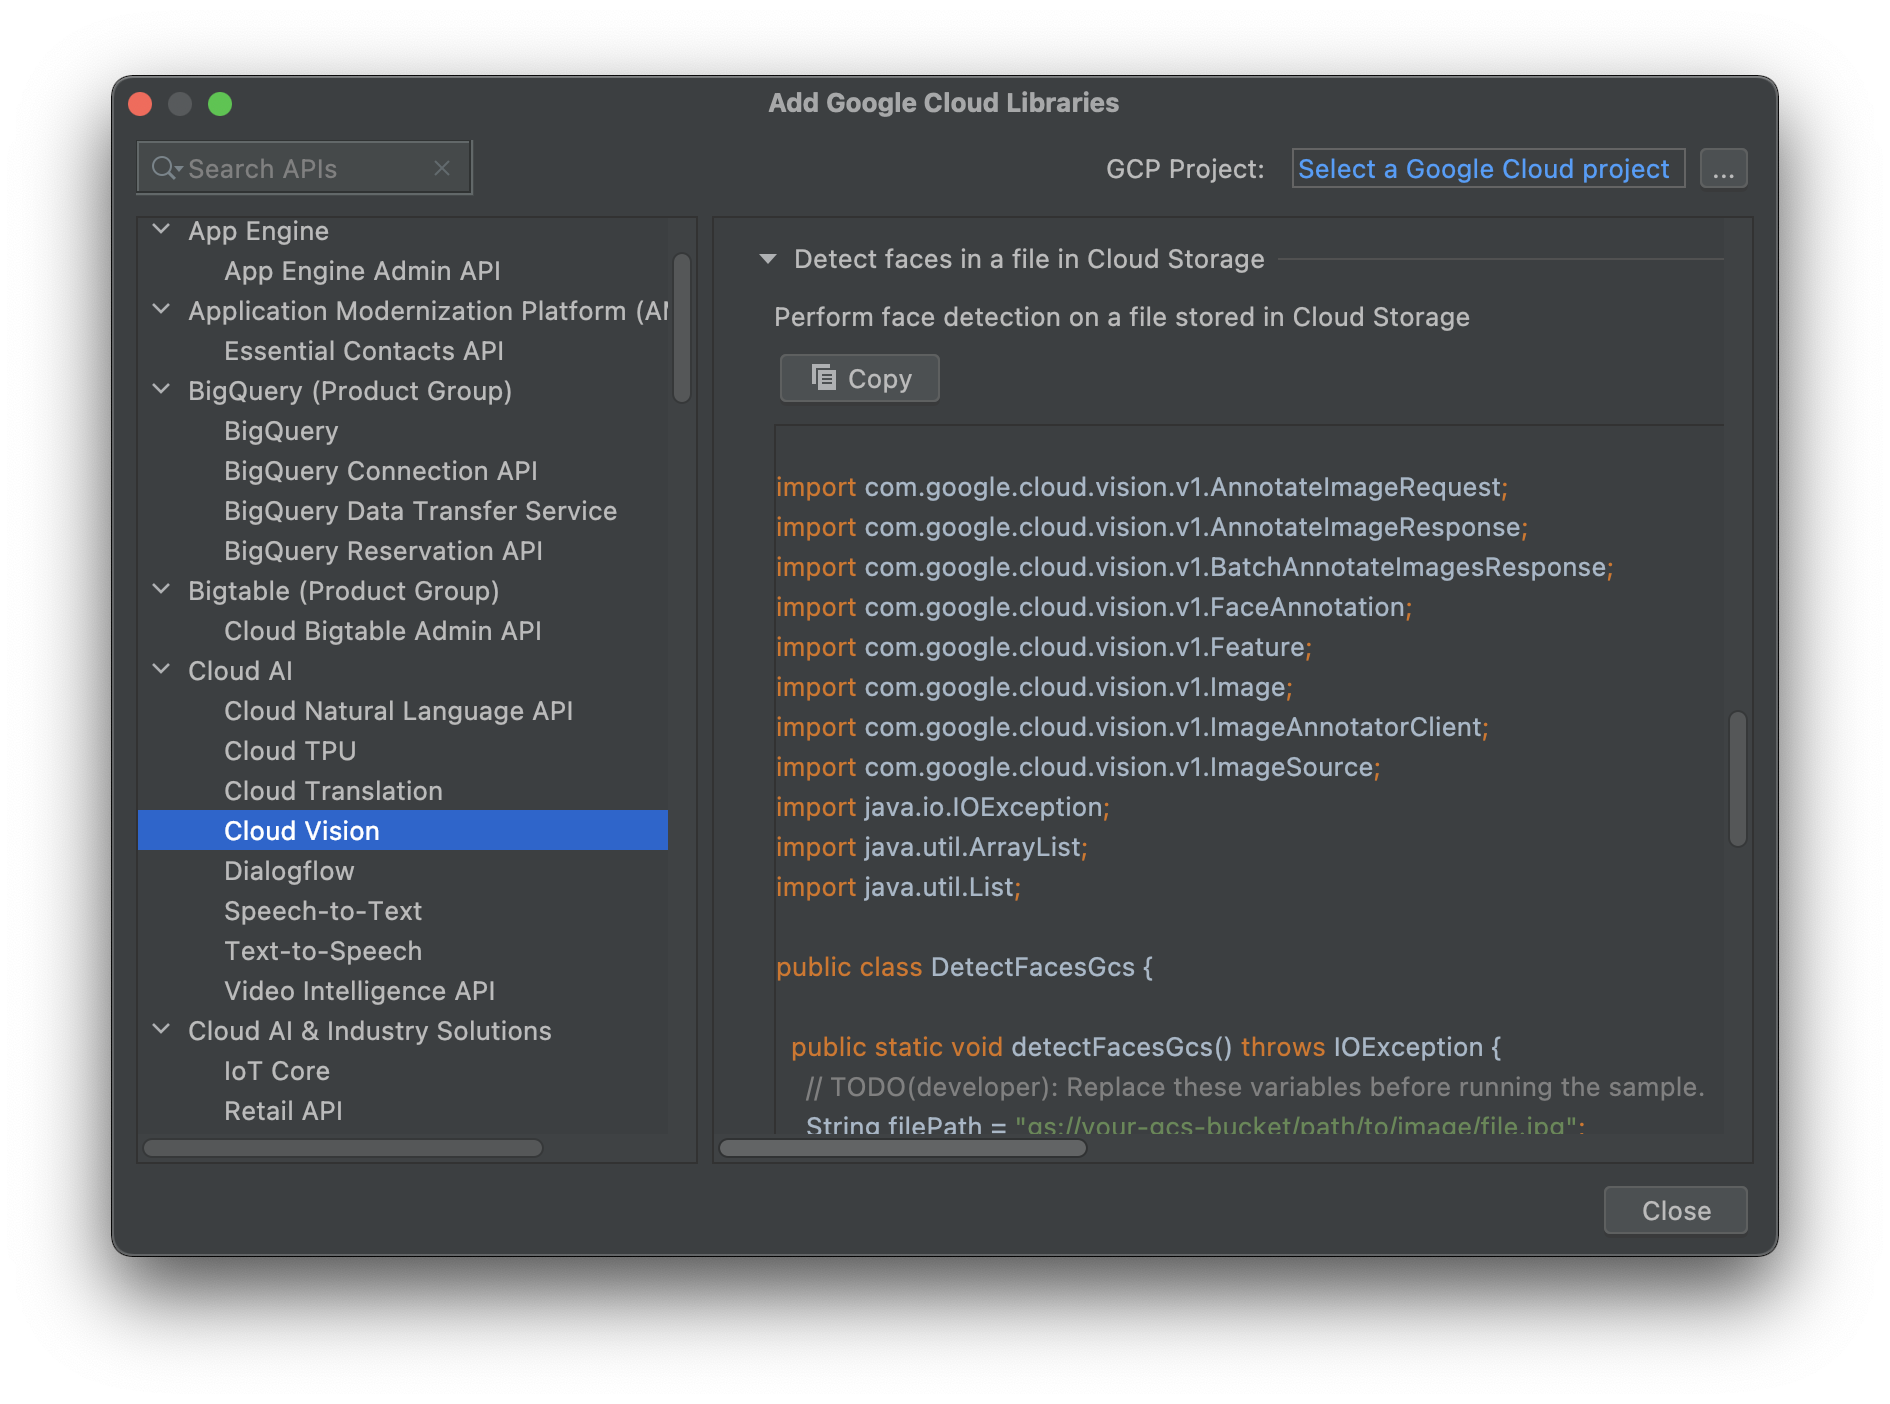 Add Google Cloud Libraries
Search APIs
GCP Project: Select a Google Cloud project ...
App Engine
App Engine Admin API
Application Modernization Platform (A
Essential Contacts API
BigQuery (Product Group)
BigQuery
BigQuery Connection API
BigQuery Data Transfer Service
BigQuery Reservation API
Bigtable (Product Group)
Cloud Bigtable Admin API
Cloud AI
Cloud Natural Language API
Cloud TPU
Cloud Translation
Cloud Vision
Dialogflow
Speech-to-Text
Text-to-Speech
Video Intelligence API
Cloud AI & Industry Solutions
IoT Core
Retail API
Detect faces in a file in Cloud Storage
Perform face detection on a file stored in Cloud Storage
Copy
import com.google.cloud.vision.v1.AnnotateImageRequest;
import com.google.cloud.vision.v1.AnnotateImageResponse;
import com.google.cloud.vision.v1.BatchAnnotateImagesResponse;
import com.google.cloud.vision.v1.FaceAnnotation;
import com.google.cloud.vision.v1.Feature;
import com.google.cloud.vision.v1.Image;
import com.google.cloud.vision.v1.ImageAnnotatorClient;
import com.google.cloud.vision.v1.ImageSource;
import java.io.IOException;
import java.util.ArrayList;
import java.util.List;
public class DetectFacesGcs {
public static void detectFacesGcs() throws IOException {
// TODO(developer): Replace these variables before running the sample.
String filePath = "gs://your-gcs-bucket/path/to/image/file.jpg";
Close